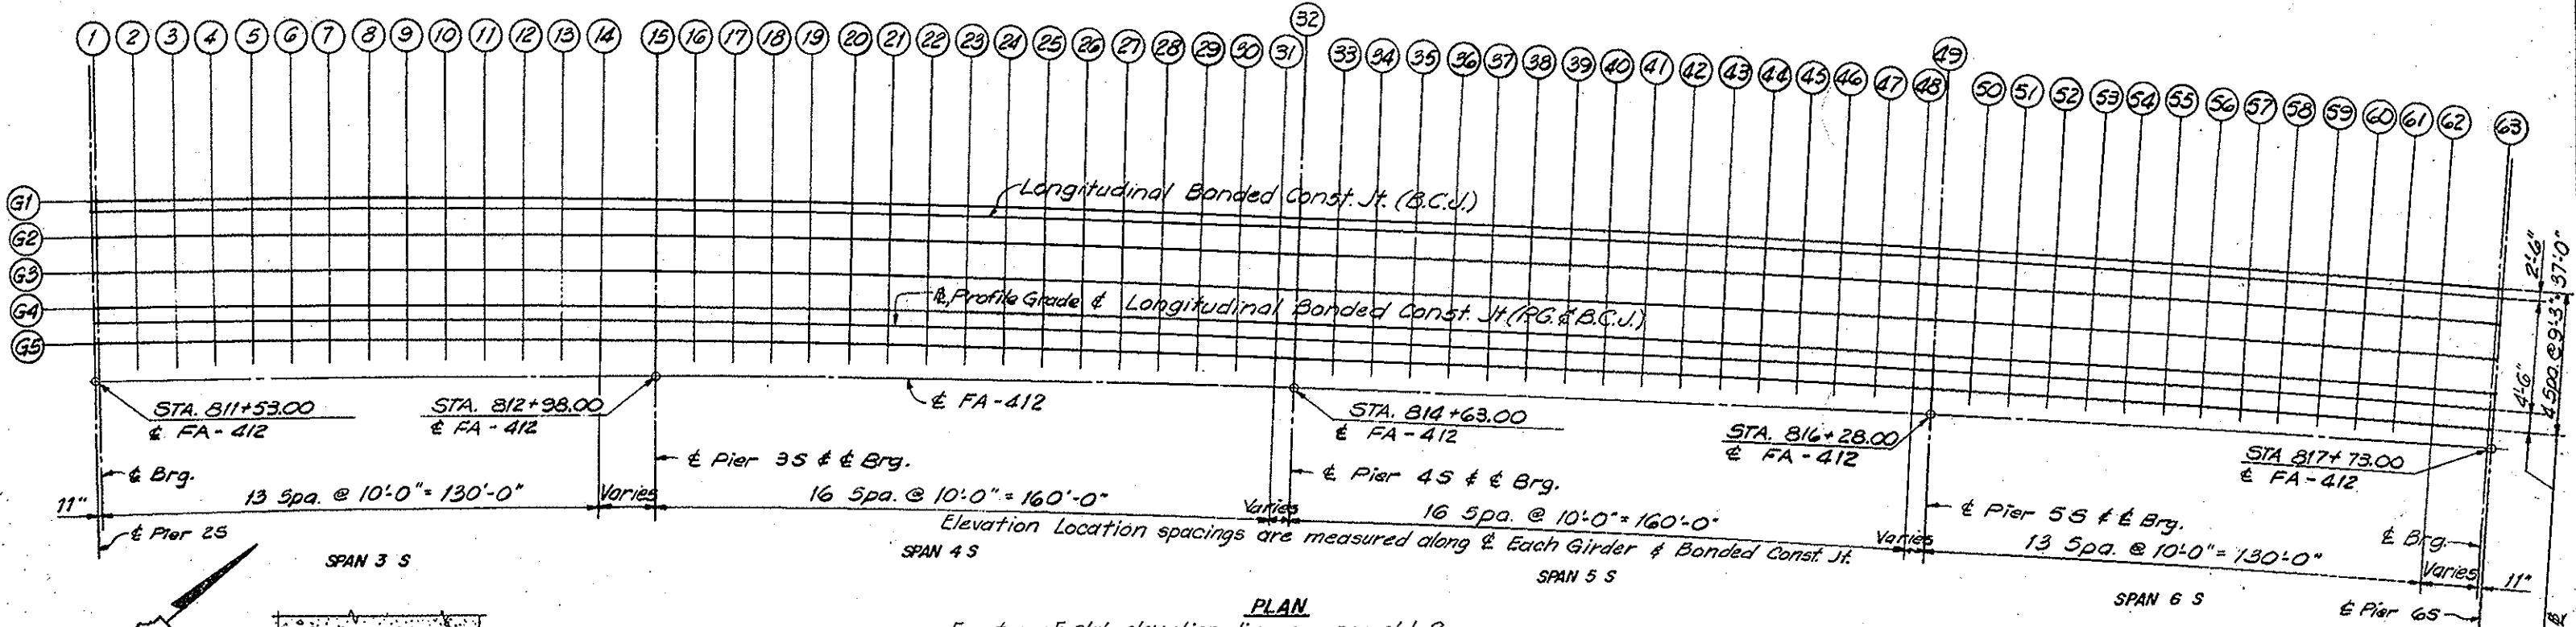 1 2 3 4 5 6 7 8 9 10 11 12 13 14 15 16 17 18 19 20 21 22 23 24 25 26 27 28 29 30 31 32 33 34 35 36 37 38 39 40 41 42 43 44 45 46 47 48 49 50 51 52 53 54 55 56 57 58 59 60 61 62 63
G1
Longitudinal Bonded Const. Jt. (B.C.J.)
G2
G3
G4
℄ Profile Grade & Longitudinal Bonded Const. Jt (P.G. & B.C.J.)
G5
2'-6"
4'-6"
4 Spa. @ 9'-3" = 37'-0"
STA. 811+53.00
℄ FA-412
STA. 812+98.00
℄ FA-412
℄ FA-412
STA. 814+63.00
℄ FA-412
STA. 816+28.00
℄ FA-412
STA 817+73.00
℄ FA-412
℄ Brg.
℄ Pier 3S & ℄ Brg.
℄ Pier 4S & ℄ Brg.
℄ Pier 5S & ℄ Brg.
℄ Brg.
11" 13 Spa. @ 10'-0" = 130'-0" Varies 16 Spa. @ 10'-0" = 160'-0" Varies 16 Spa. @ 10'-0" = 160'-0" Varies 13 Spa. @ 10'-0" = 130'-0" Varies 11"
℄ Pier 2S
Elevation Location spacings are measured along ℄ Each Girder & Bonded Const. Jt.
SPAN 3 S
SPAN 4 S
SPAN 5 S
SPAN 6 S
℄ Pier 6S
PLAN